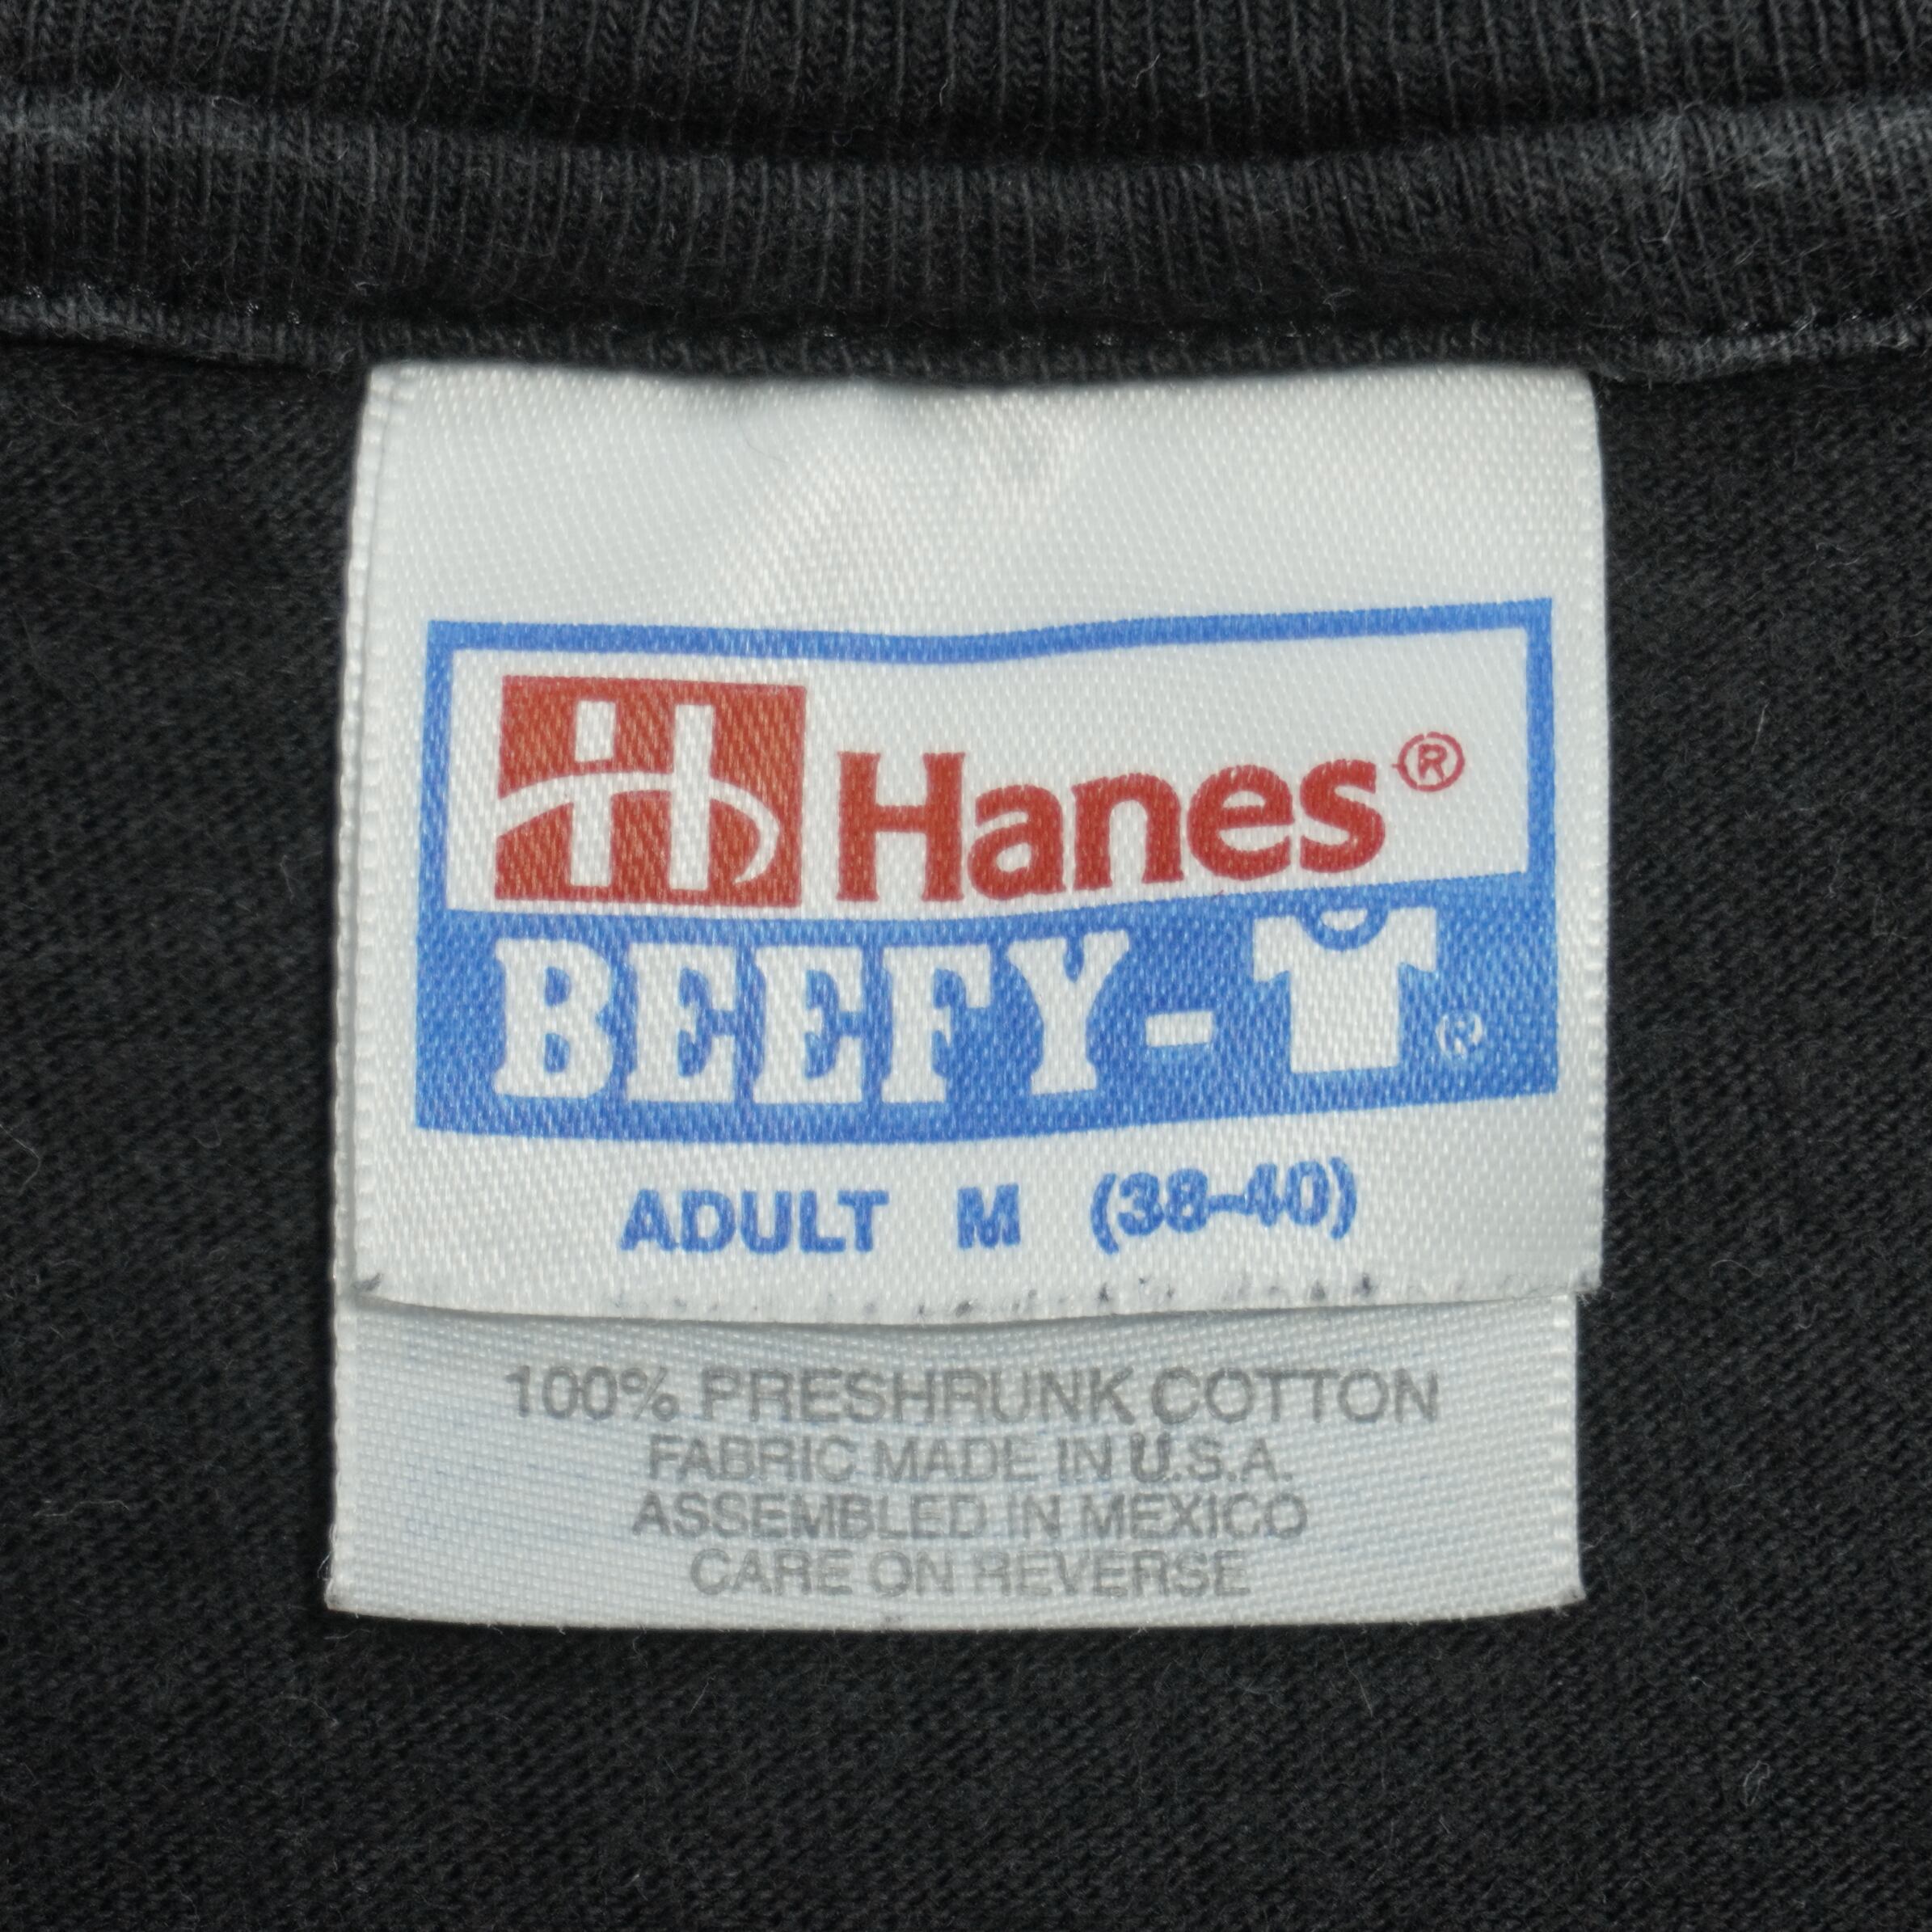 H Hanes®
BEEFY-T®
ADULT M (38-40)
100% PRESHRUNK COTTON
FABRIC MADE IN U.S.A.
ASSEMBLED IN MEXICO
CARE ON REVERSE